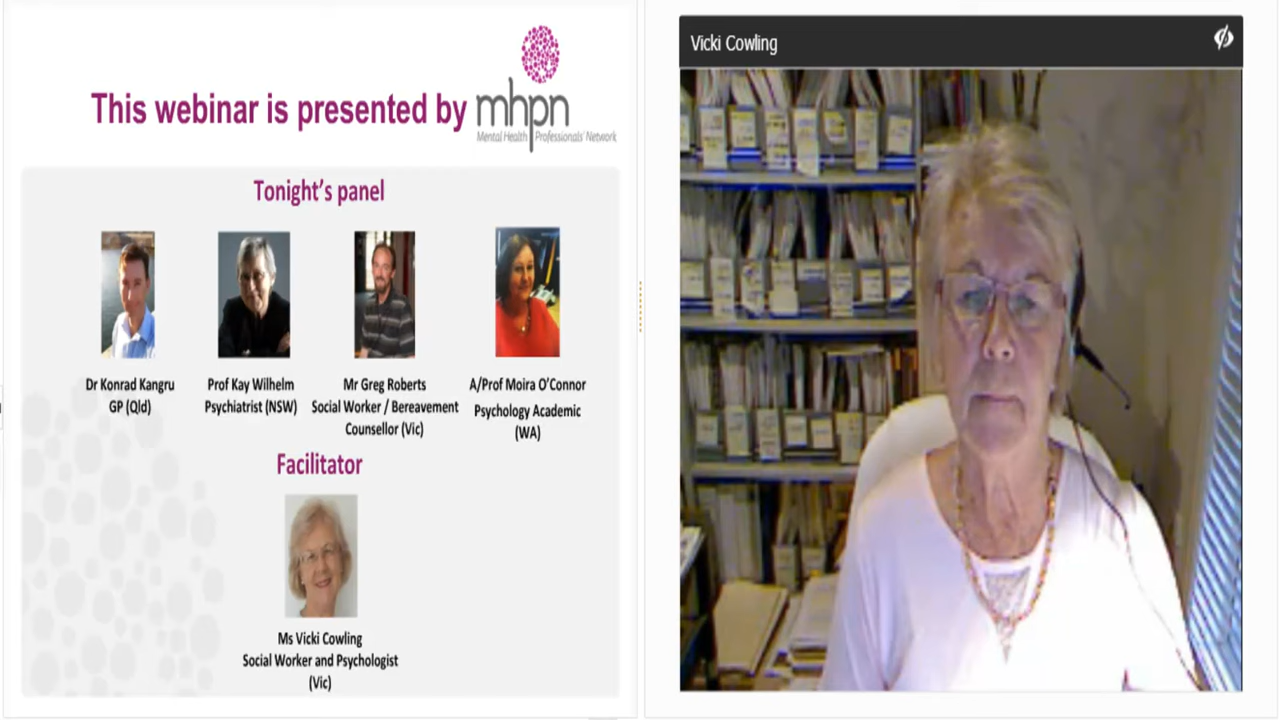 This webinar is presented by mhpn
Mental Health Professionals' Network
Tonight's panel
Dr Konrad Kangru
GP (Qld)
Prof Kay Wilhelm
Psychiatrist (NSW)
Mr Greg Roberts
Social Worker / Bereavement
Counsellor (Vic)
A/Prof Moira O'Connor
Psychology Academic
(WA)
Facilitator
Ms Vicki Cowling
Social Worker and Psychologist
(Vic)
Vicki Cowling